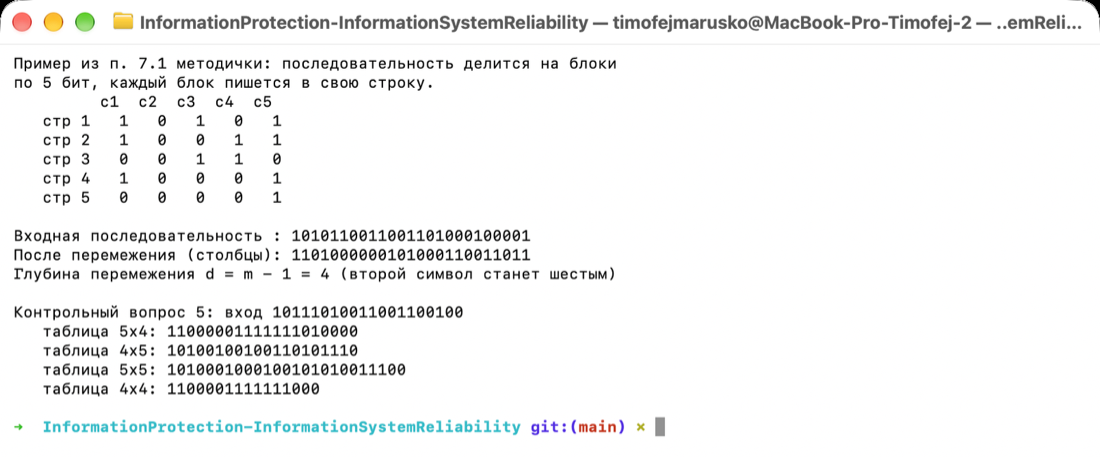 InformationProtection-InformationSystemReliability — timofejmarusko@MacBook-Pro-Timofej-2 — ..emReli...
Пример из п. 7.1 методички: последовательность делится на блоки
по 5 бит, каждый блок пишется в свою строку.
c1 c2 c3 c4 c5
стр 1 1 0 1 0 1
стр 2 1 0 0 1 1
стр 3 0 0 1 1 0
стр 4 1 0 0 0 1
стр 5 0 0 0 0 1
Входная последовательность : 1010110011001101000100001
После перемежения (столбцы): 1101000000101000110011011
Глубина перемежения d = m - 1 = 4 (второй символ станет шестым)
Контрольный вопрос 5: вход 10111010011001100100
таблица 5x4: 11000001111111010000
таблица 4x5: 10100100100110101110
таблица 5x5: 1010001000100101010011100
таблица 4x4: 1100001111111000
➜ InformationProtection-InformationSystemReliability git:(main) ×